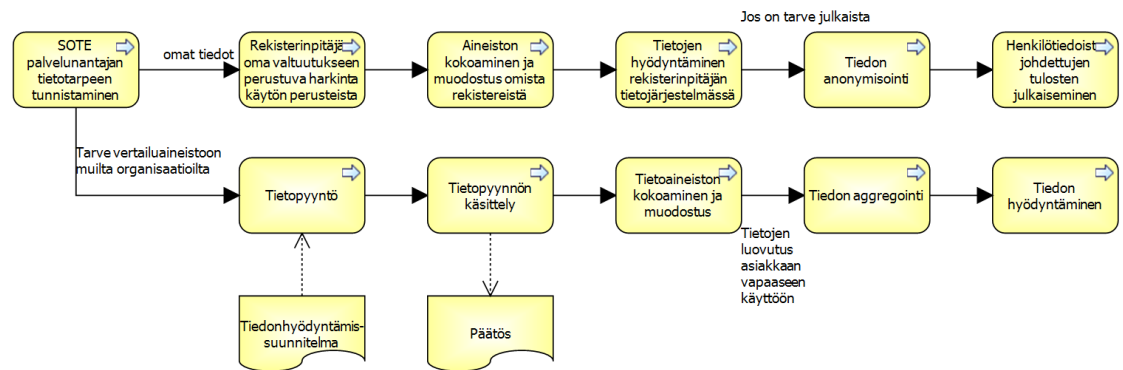 Jos on tarve julkaista
SOTE
palvelunantajan
tietotarpeen
tunnistaminen
omat tiedot
Rekisterinpitäjä
oma valtuutukseen
perustuva harkinta
käytön perusteista
Aineiston
kokoaminen ja
muodostus omista
rekistereistä
Tietojen
hyödyntäminen
rekisterinpitäjän
tietojärjestelmässä
Tiedon
anonymisointi
Henkilötiedoist
johdettujen
tulosten
julkaiseminen
Tarve vertailuaineistoon
muilta organisaatioilta
Tietopyyntö
Tietopyynnön
käsittely
Tietoaineiston
kokoaminen ja
muodostus
Tietojen
luovutus
asiakkaan
vapaaseen
käyttöön
Tiedon aggregointi
Tiedon
hyödyntäminen
Tiedonhyödyntämis-
suunnitelma
Päätös